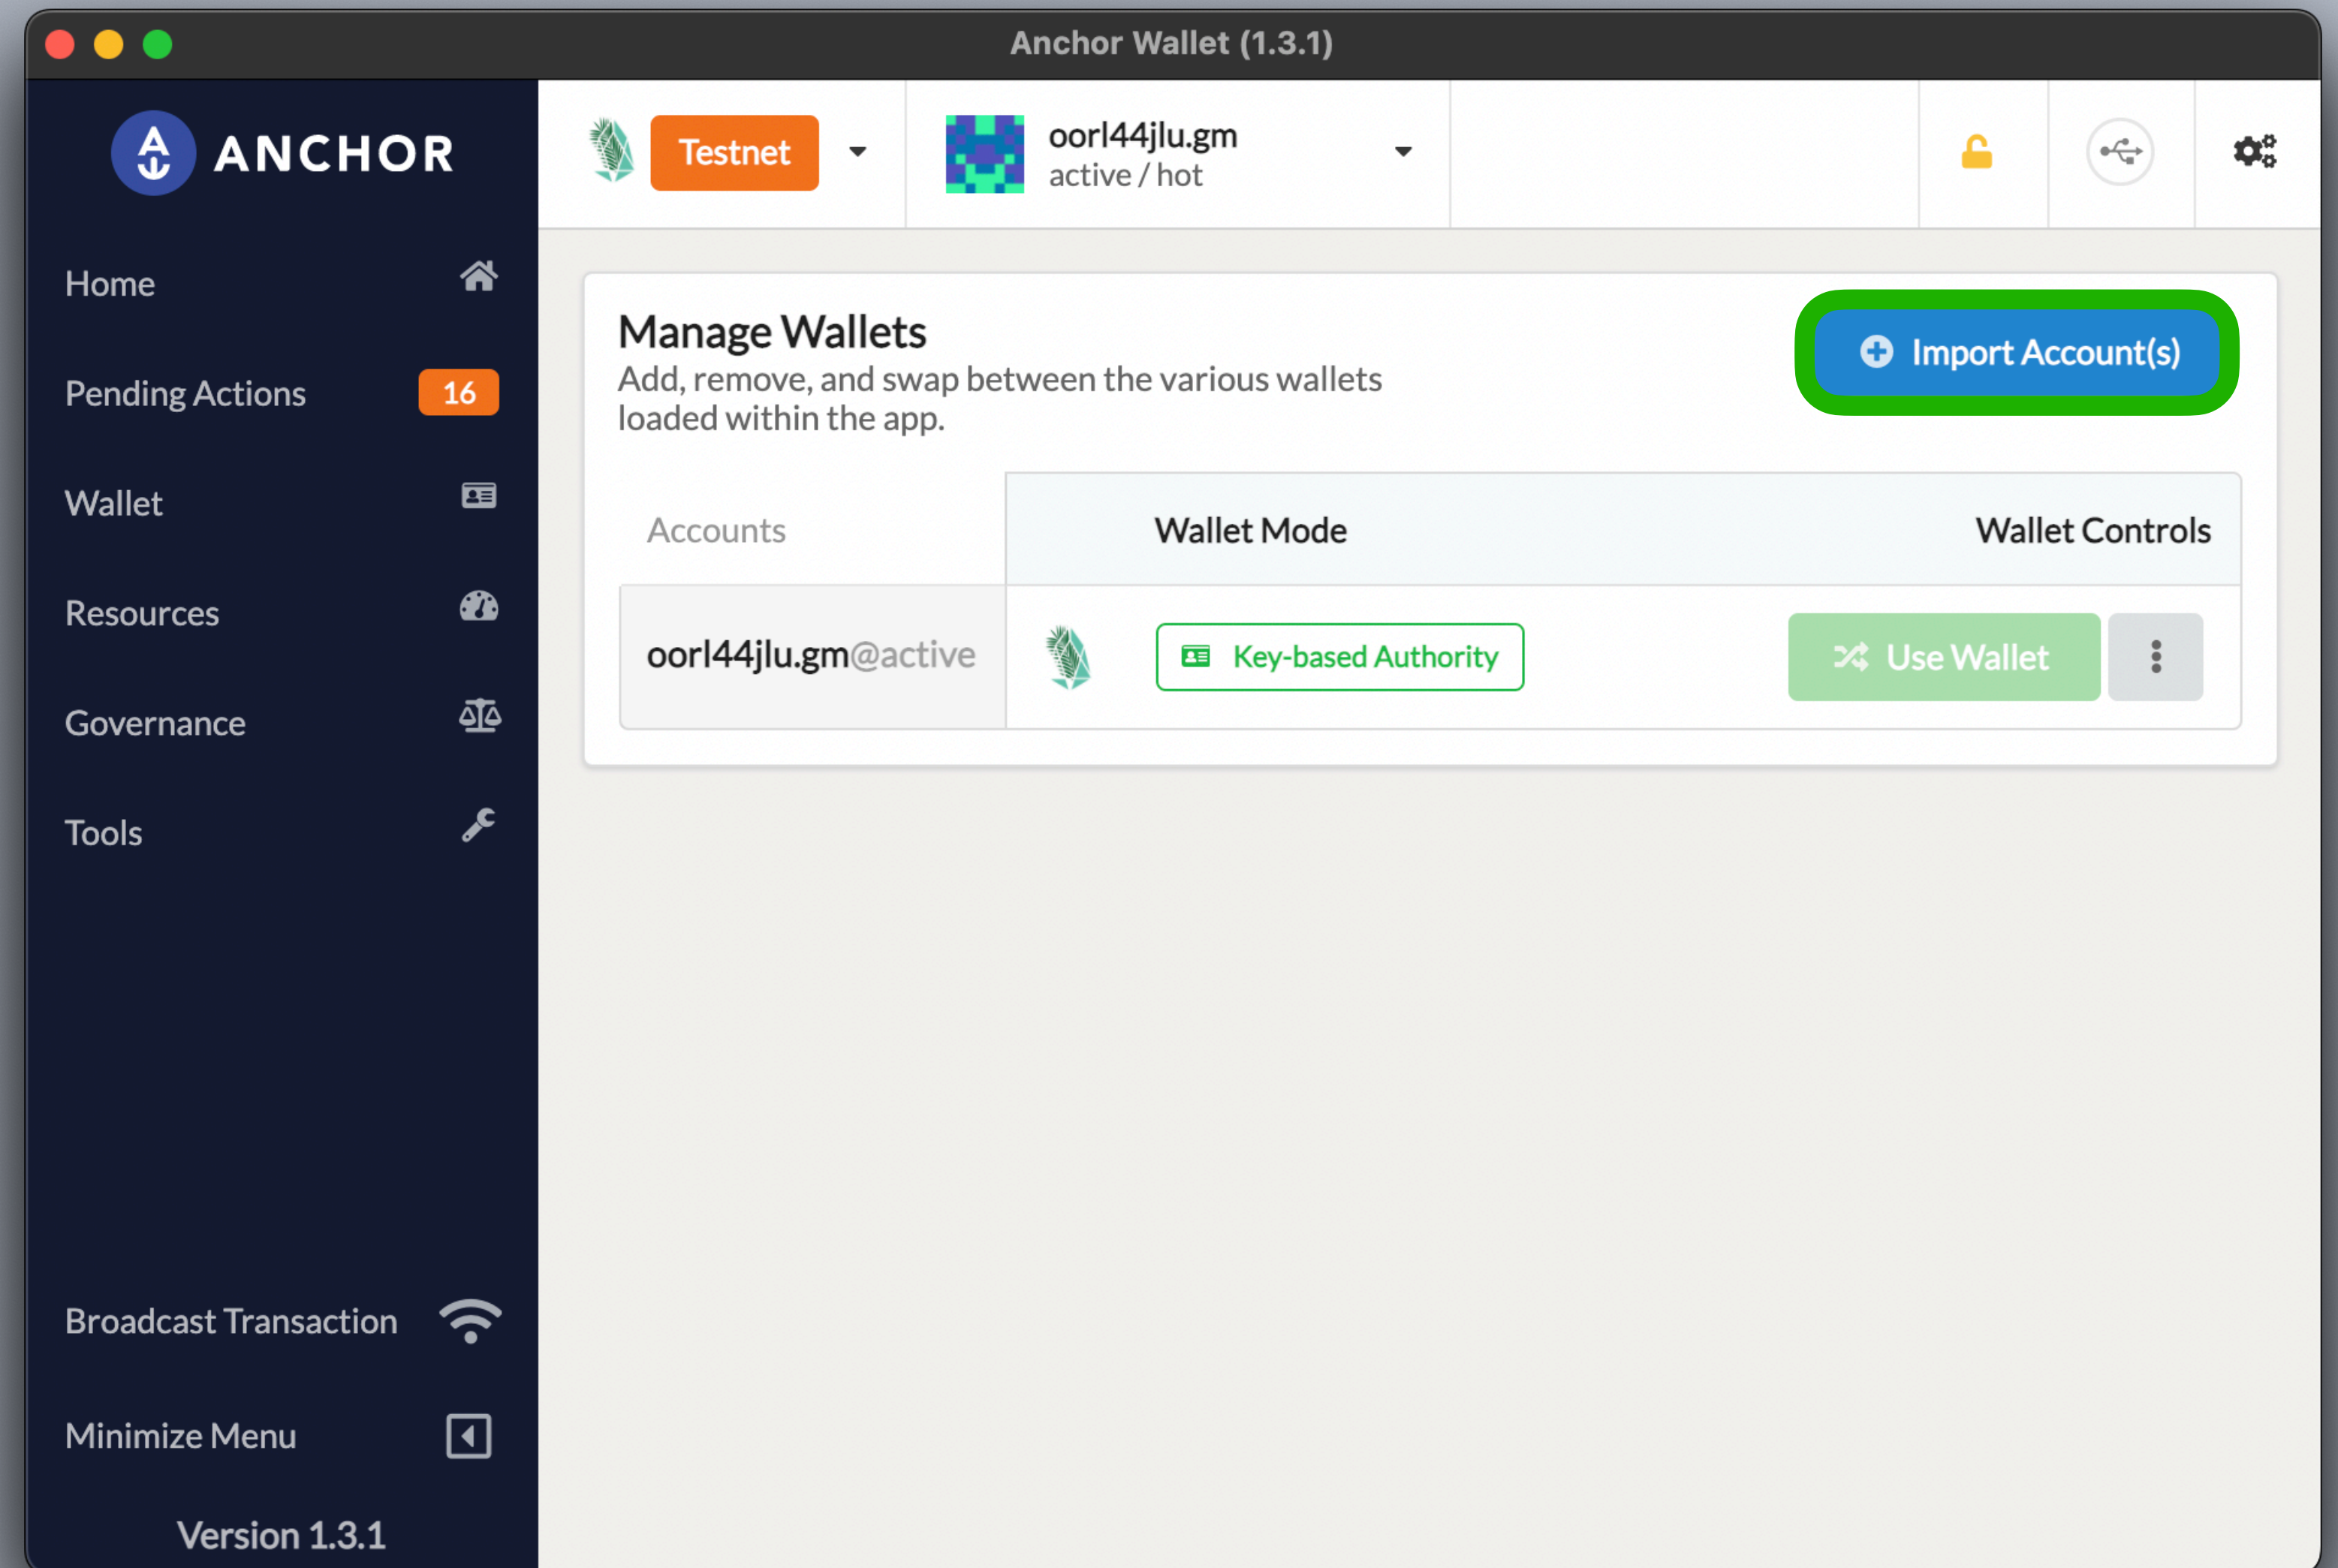 Anchor Wallet (1.3.1)
ANCHOR
Testnet
oorl44jlu.gm
active / hot
Home
Pending Actions 16
Wallet
Resources
Governance
Tools
Broadcast Transaction
Minimize Menu
Version 1.3.1
Manage Wallets
Add, remove, and swap between the various wallets
loaded within the app.
Import Account(s)
Accounts Wallet Mode Wallet Controls
oorl44jlu.gm@active Key-based Authority Use Wallet